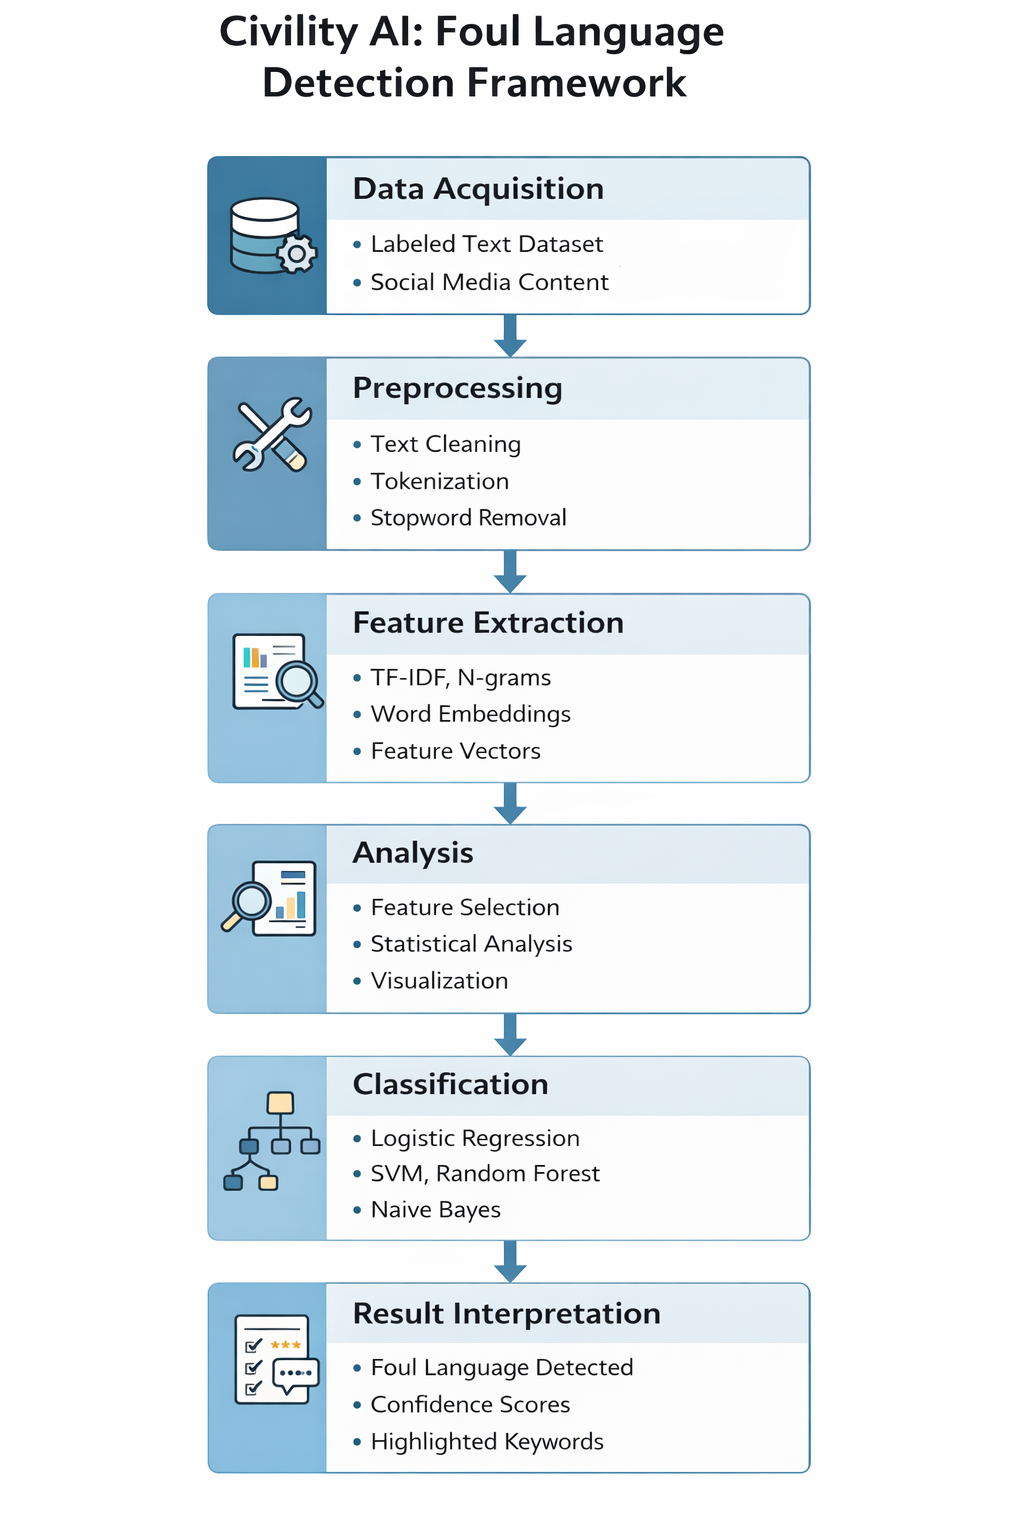 Civility AI: Foul Language
Detection Framework
Data Acquisition
• Labeled Text Dataset
• Social Media Content
Preprocessing
• Text Cleaning
• Tokenization
• Stopword Removal
Feature Extraction
• TF-IDF, N-grams
• Word Embeddings
• Feature Vectors
Analysis
• Feature Selection
• Statistical Analysis
• Visualization
Classification
• Logistic Regression
• SVM, Random Forest
• Naive Bayes
Result Interpretation
• Foul Language Detected
• Confidence Scores
• Highlighted Keywords